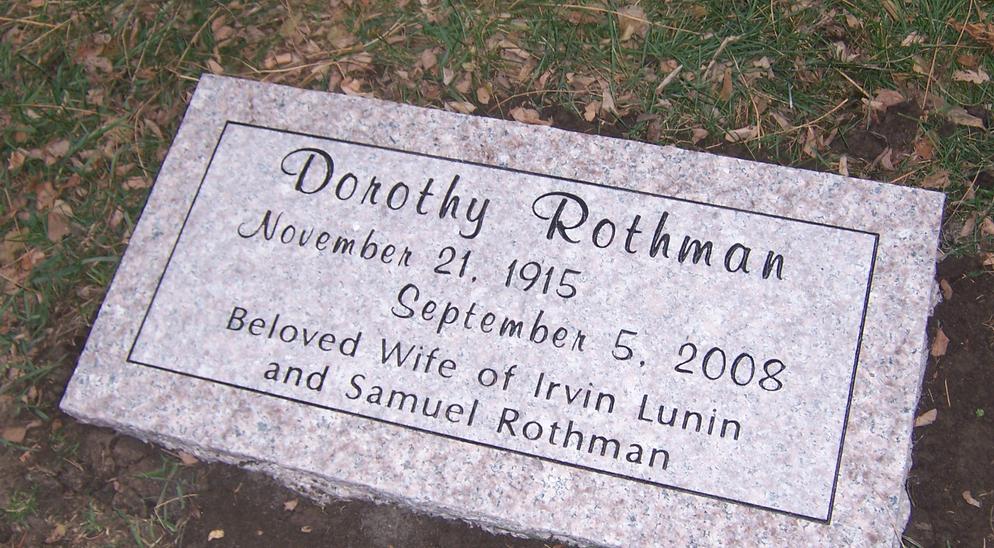 Dorothy Rothman
November 21, 1915
September 5, 2008
Beloved Wife of Irvin Lunin
and Samuel Rothman